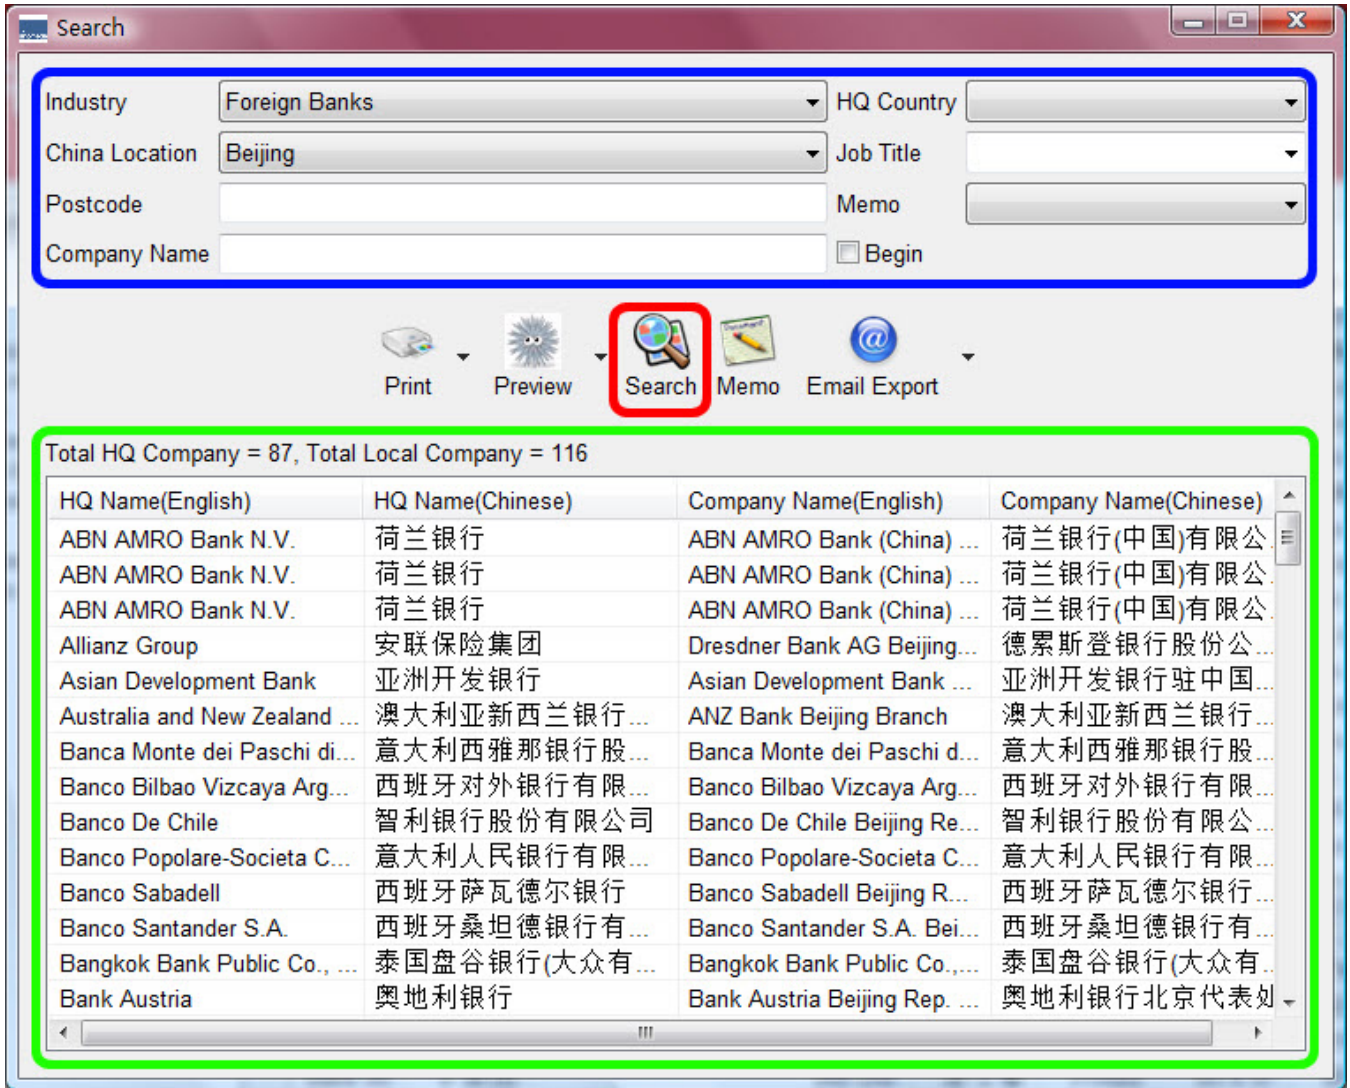 Search
Industry Foreign Banks HQ Country
China Location Beijing Job Title
Postcode Memo
Company Name Begin
Print Preview Search Memo Email Export
Total HQ Company = 87, Total Local Company = 116
HQ Name(English) HQ Name(Chinese) Company Name(English) Company Name(Chinese)
ABN AMRO Bank N.V. 荷兰银行 ABN AMRO Bank (China) ... 荷兰银行(中国)有限公...
ABN AMRO Bank N.V. 荷兰银行 ABN AMRO Bank (China) ... 荷兰银行(中国)有限公...
ABN AMRO Bank N.V. 荷兰银行 ABN AMRO Bank (China) ... 荷兰银行(中国)有限公...
Allianz Group 安联保险集团 Dresdner Bank AG Beijing... 德累斯登银行股份公...
Asian Development Bank 亚洲开发银行 Asian Development Bank ... 亚洲开发银行驻中国...
Australia and New Zealand ... 澳大利亚新西兰银行... ANZ Bank Beijing Branch 澳大利亚新西兰银行...
Banca Monte dei Paschi di... 意大利西雅那银行股... Banca Monte dei Paschi d... 意大利西雅那银行股...
Banco Bilbao Vizcaya Arg... 西班牙对外银行有限... Banco Bilbao Vizcaya Arg... 西班牙对外银行有限...
Banco De Chile 智利银行股份有限公司 Banco De Chile Beijing Re... 智利银行股份有限公...
Banco Popolare-Societa C... 意大利人民银行有限... Banco Popolare-Societa C... 意大利人民银行有限...
Banco Sabadell 西班牙萨瓦德尔银行 Banco Sabadell Beijing R... 西班牙萨瓦德尔银行...
Banco Santander S.A. 西班牙桑坦德银行有... Banco Santander S.A. Bei... 西班牙桑坦德银行有...
Bangkok Bank Public Co., ... 泰国盘谷银行(大众有... Bangkok Bank Public Co.,... 泰国盘谷银行(大众有...
Bank Austria 奥地利银行 Bank Austria Beijing Rep. ... 奥地利银行北京代表处